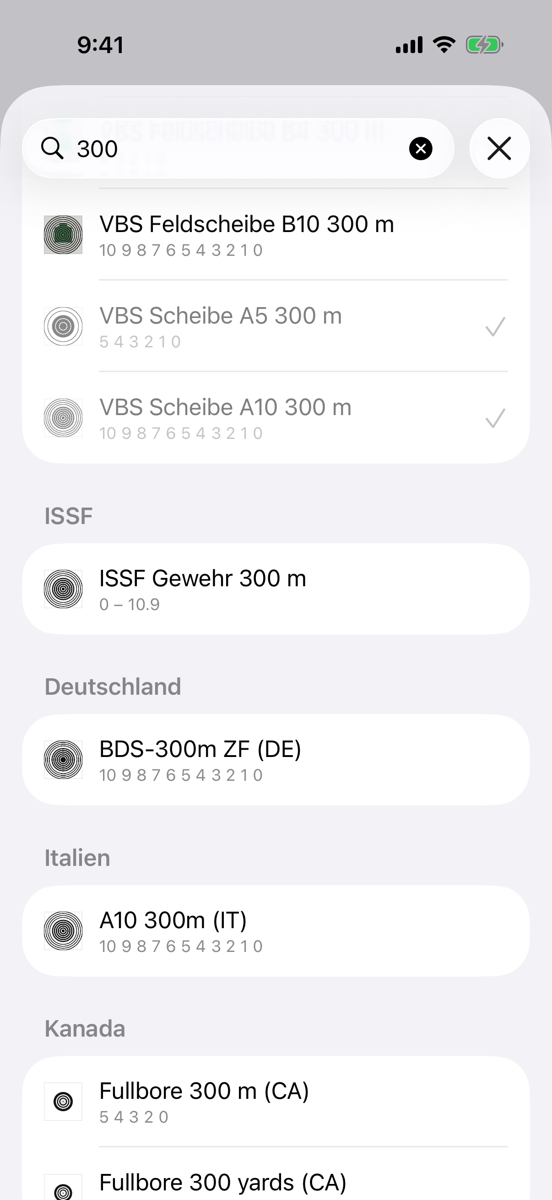 9:41
300
VBS Feldscheibe B10 300 m
10 9 8 7 6 5 4 3 2 1 0
VBS Scheibe A5 300 m
5 4 3 2 1 0
VBS Scheibe A10 300 m
10 9 8 7 6 5 4 3 2 1 0
ISSF
ISSF Gewehr 300 m
0 – 10.9
Deutschland
BDS-300m ZF (DE)
10 9 8 7 6 5 4 3 2 1 0
Italien
A10 300m (IT)
10 9 8 7 6 5 4 3 2 1 0
Kanada
Fullbore 300 m (CA)
5 4 3 2 0
Fullbore 300 yards (CA)